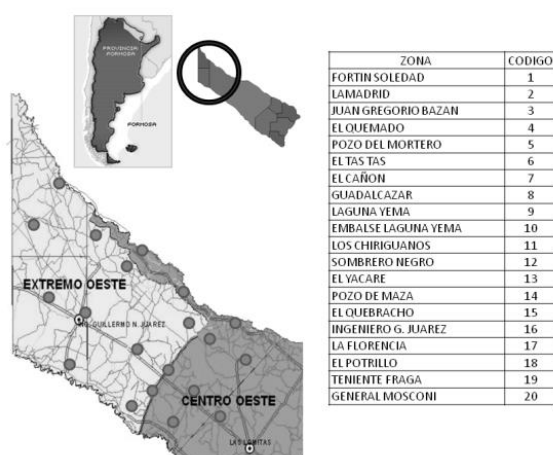 PROVINCIA
FORMOSA
FORMOSA
EXTREMO OESTE
ING. GUILLERMO N. JUAREZ
CENTRO OESTE
LAS LOMITAS
ZONA CODIGO
FORTIN SOLEDAD 1
LAMADRID 2
JUAN GREGORIO BAZAN 3
EL QUEMADO 4
POZO DEL MORTERO 5
EL TAS TAS 6
EL CAÑON 7
GUADALCAZAR 8
LAGUNA YEMA 9
EMBALSE LAGUNA YEMA 10
LOS CHIRIGUANOS 11
SOMBRERO NEGRO 12
EL YACARE 13
POZO DE MAZA 14
EL QUEBRACHO 15
INGENIERO G. JUAREZ 16
LA FLORENCIA 17
EL POTRILLO 18
TENIENTE FRAGA 19
GENERAL MOSCONI 20